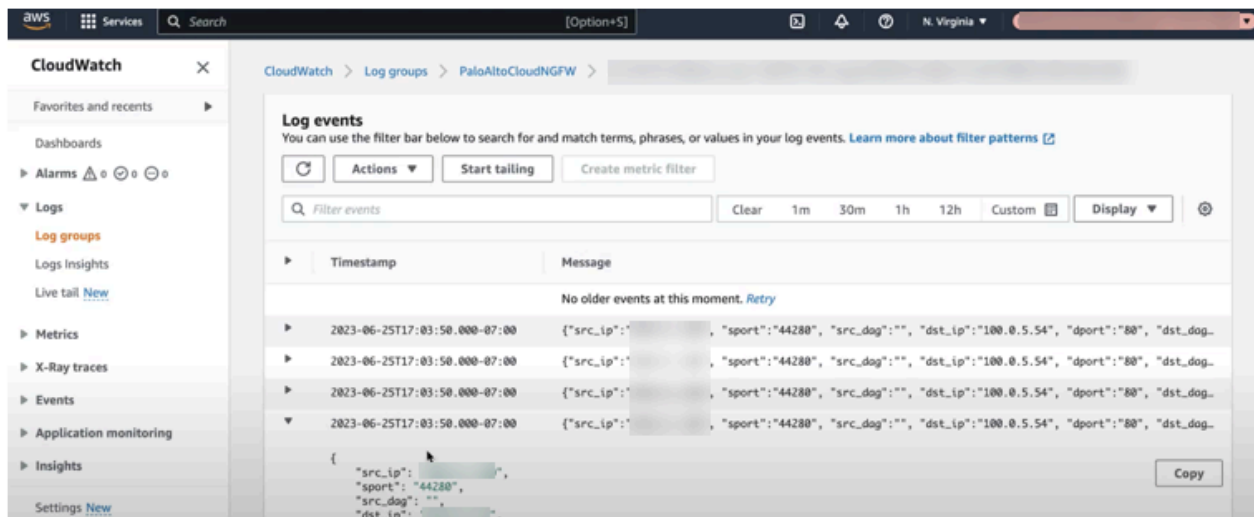 aws Services Search [Option+S] N. Virginia
CloudWatch
CloudWatch > Log groups > PaloAltoCloudNGFW >
Favorites and recents
Dashboards
Alarms 0 0 0
Logs
Log groups
Logs Insights
Live tail New
Metrics
X-Ray traces
Events
Application monitoring
Insights
Settings New
Log events
You can use the filter bar below to search for and match terms, phrases, or values in your log events. Learn more about filter patterns
Actions Start tailing Create metric filter
Filter events Clear 1m 30m 1h 12h Custom Display
Timestamp Message
No older events at this moment. Retry
2023-06-25T17:03:50.000-07:00 {"src_ip":" , "sport":"44280", "src_dag":"", "dst_ip":"100.0.5.54", "dport":"80", "dst_dag…
2023-06-25T17:03:50.000-07:00 {"src_ip":" , "sport":"44280", "src_dag":"", "dst_ip":"100.0.5.54", "dport":"80", "dst_dag…
2023-06-25T17:03:50.000-07:00 {"src_ip":" , "sport":"44280", "src_dag":"", "dst_ip":"100.0.5.54", "dport":"80", "dst_dag…
2023-06-25T17:03:50.000-07:00 {"src_ip":" , "sport":"44280", "src_dag":"", "dst_ip":"100.0.5.54", "dport":"80", "dst_dag…
{
"src_ip": ",
"sport": "44280",
"src_dag": "",
"dst_ip": "
Copy